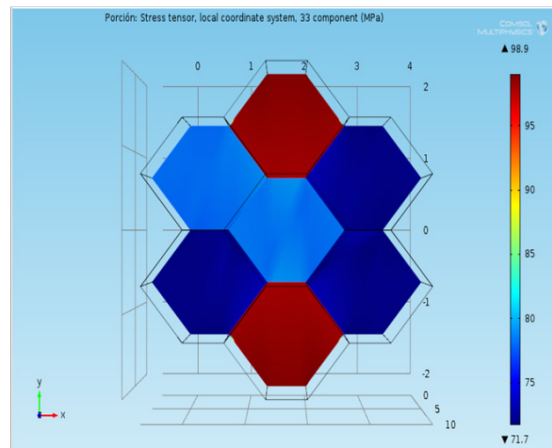 Porción: Stress tensor, local coordinate system, 33 component (MPa)
COMSOL
MULTIPHYSICS
▲ 98.9
0 1 2 3 4
2
1
0
-1
-2
0
5
10
95
90
85
80
75
▼ 71.7
y
x